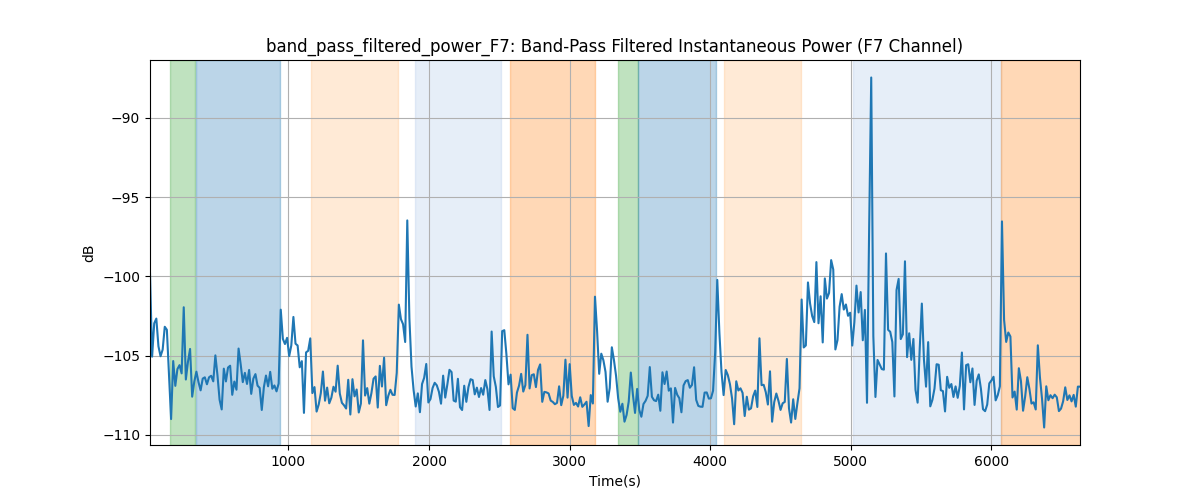 band_pass_filtered_power_F7: Band-Pass Filtered Instantaneous Power (F7 Channel)
−90
−95
−100
−105
−110
dB
1000 2000 3000 4000 5000 6000
Time(s)